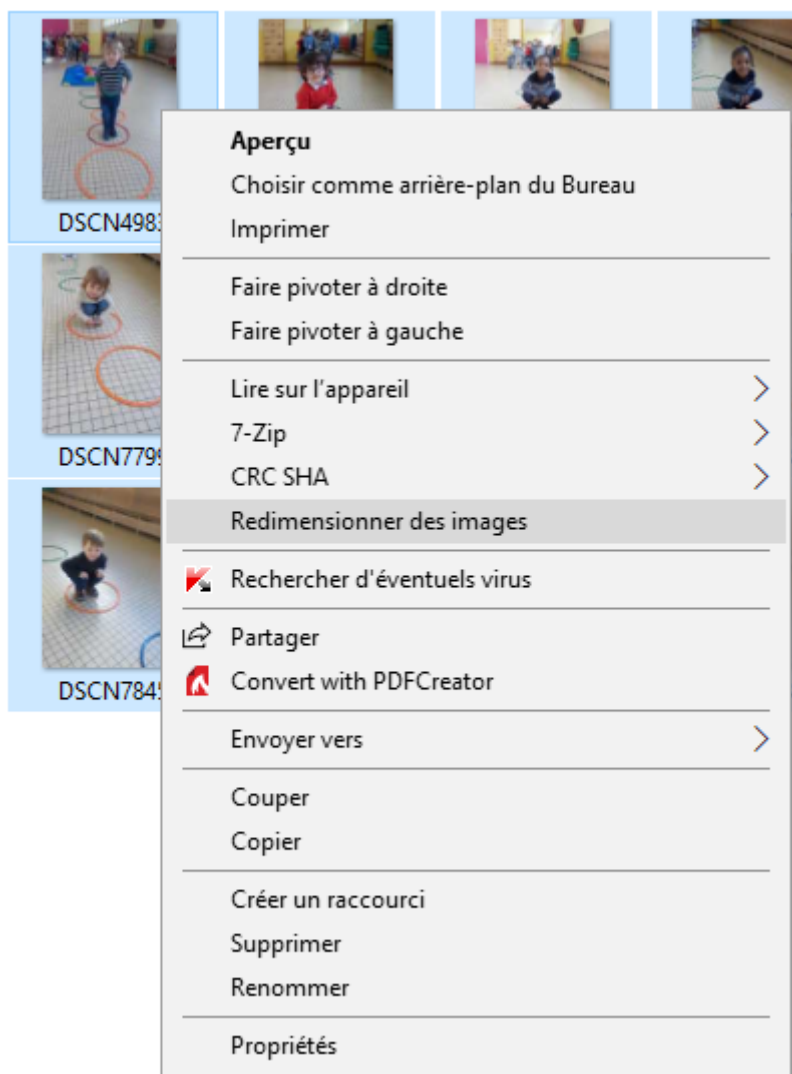 DSCN498
DSCN779
DSCN784
Aperçu
Choisir comme arrière-plan du Bureau
Imprimer
Faire pivoter à droite
Faire pivoter à gauche
Lire sur l'appareil
7-Zip
CRC SHA
Redimensionner des images
Rechercher d'éventuels virus
Partager
Convert with PDFCreator
Envoyer vers
Couper
Copier
Créer un raccourci
Supprimer
Renommer
Propriétés